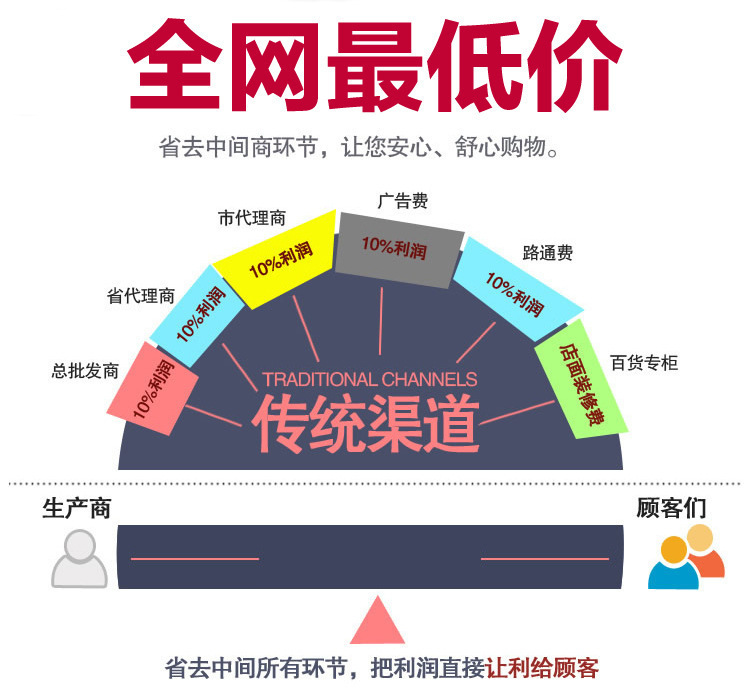 全网最低价
省去中间商环节，让您安心、舒心购物。
广告费
市代理商
路通费
省代理商
百货专柜
总批发商
10%利润
10%利润
10%利润
10%利润
10%利润
店面装修费
TRADITIONAL CHANNELS
传统渠道
生产商
顾客们
省去中间所有环节，把利润直接让利给顾客